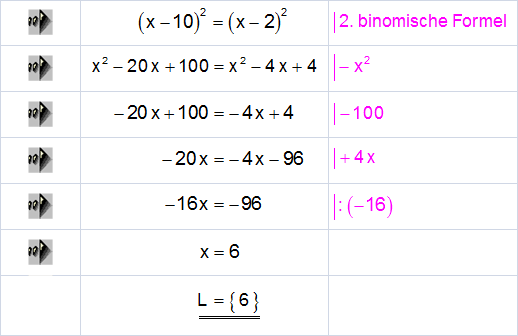 (x − 10)² = (x − 2)² |2. binomische Formel
x² − 20x + 100 = x² − 4x + 4 |− x²
−20x + 100 = −4x + 4 |−100
−20x = −4x − 96 |+ 4x
−16x = −96 |: (−16)
x = 6
L = {6}